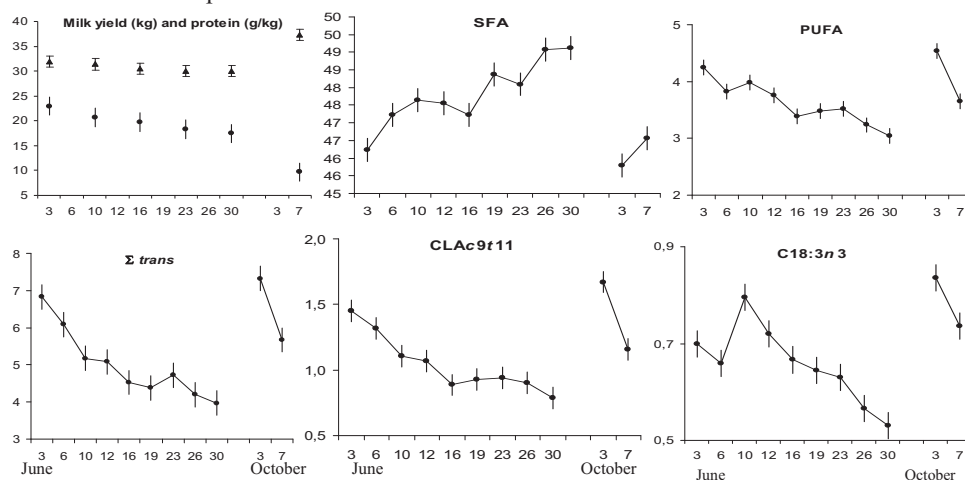 Milk yield (kg) and protein (g/kg)
40
35
30
25
20
15
10
5
3 6 10 12 16 23 26 30 3 7
SFA
50
49
49
48
48
47
47
46
46
45
3 6 10 12 16 19 23 26 30 3 7
PUFA
5
4
3
2
3 6 10 12 16 19 23 26 30 3 7
Σ trans
8
7
6
5
4
3
3 6 10 12 16 19 23 26 30 3 7
June October
CLAc9t11
2,0
1,5
1,0
0,5
3 6 10 12 16 19 23 26 30 3 7
June October
C18:3n3
0,9
0,7
0,5
3 6 10 12 16 19 23 26 30 3 7
June October